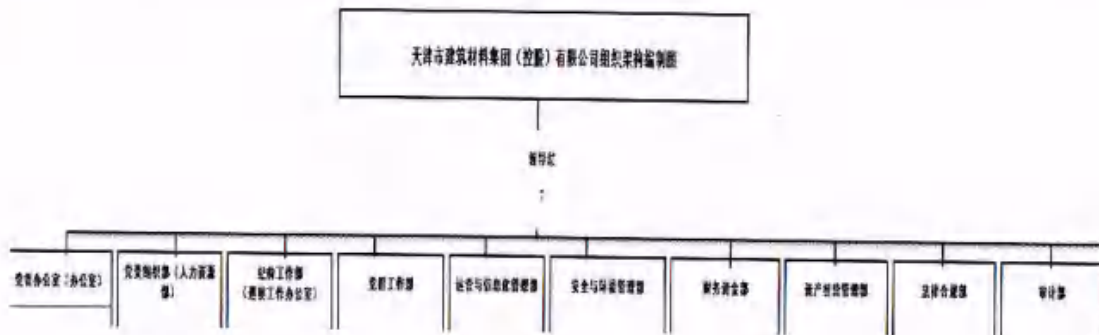 天津市建筑材料集团（控股）有限公司组织架构编制图
领导红
7
党委办公室（办公室）
党委组织部（人力资源
部）
纪检工作部
（巡察工作办公室）
党群工作部
运营与信息化管理部
安全与环保管理部
财务资金部
资产经营管理部
法律合规部
审计部